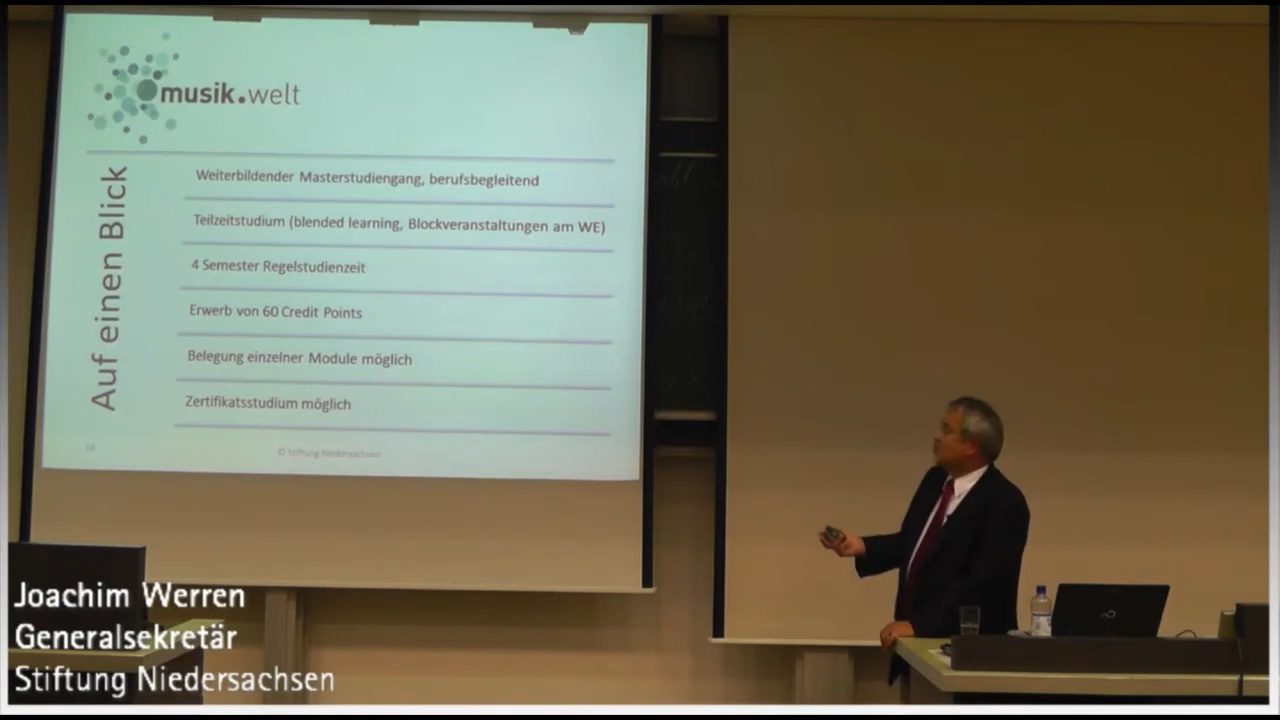 musik.welt
Auf einen Blick
Weiterbildender Masterstudiengang, berufsbegleitend
Teilzeitstudium (blended learning, Blockveranstaltungen am WE)
4 Semester Regelstudienzeit
Erwerb von 60 Credit Points
Belegung einzelner Module möglich
Zertifikatsstudium möglich
© Stiftung Niedersachsen
Joachim Werren
Generalsekretär
Stiftung Niedersachsen